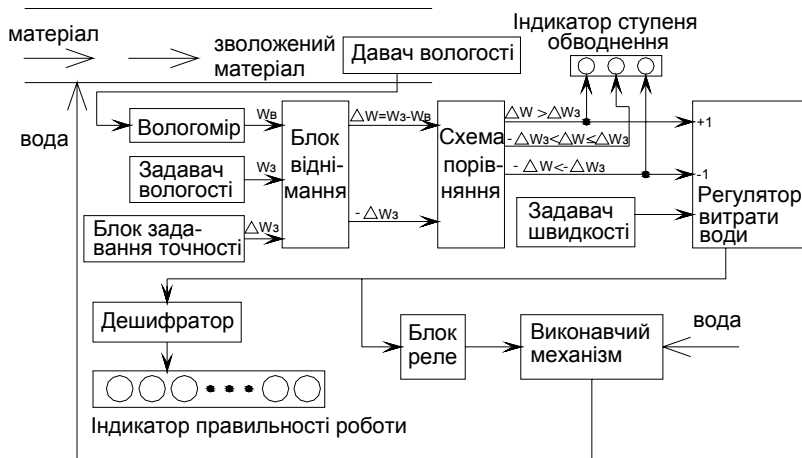 матеріал
зволожений
матеріал
Давач вологості
Індикатор ступеня
обводнення
вода
Вологомір
Wв
Задавач
вологості
Wз
Блок зада-
вання точності
△Wз
Блок
відні-
мання
△W=Wз-Wв
- △Wз
Схема
порів-
няння
△W >△Wз
- △Wз<△W≤△Wз
- △W<-△Wз
+1
-1
Регулятор
витрати
води
Задавач
швидкості
Дешифратор
Блок
реле
Виконавчий
механізм
вода
Індикатор правильності роботи